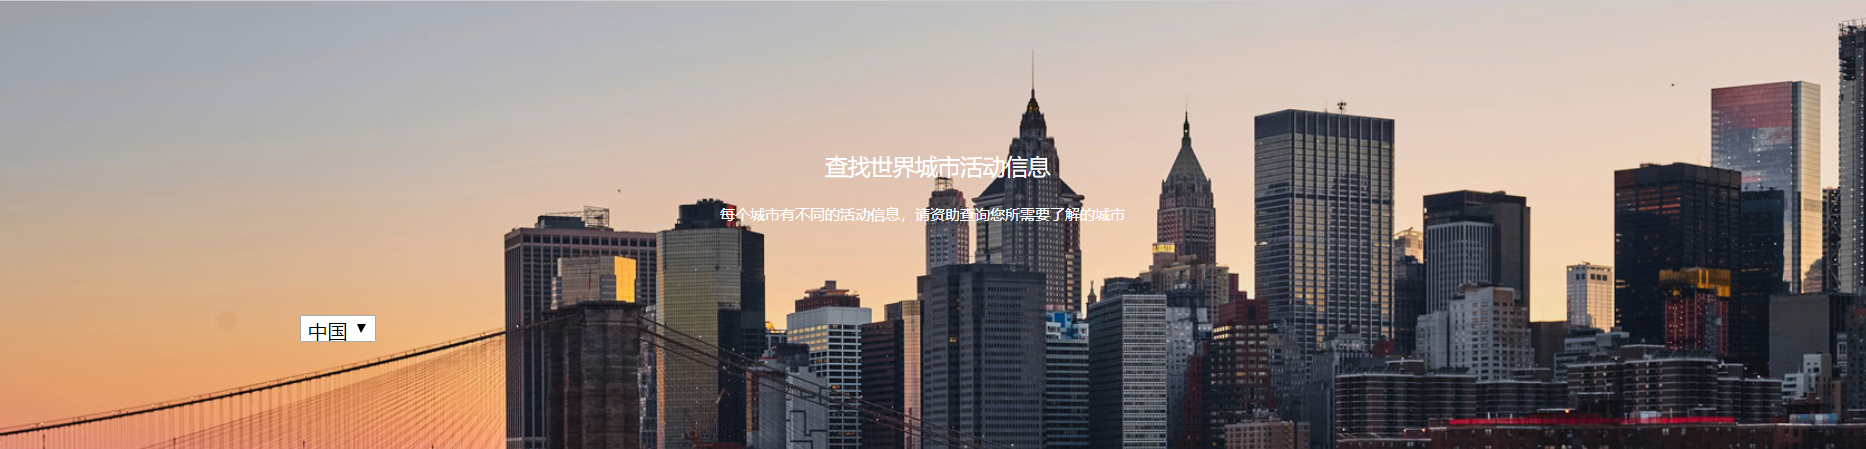 查找世界城市活动信息
每个城市有不同的活动信息，请资助查询您所需要了解的城市
中国